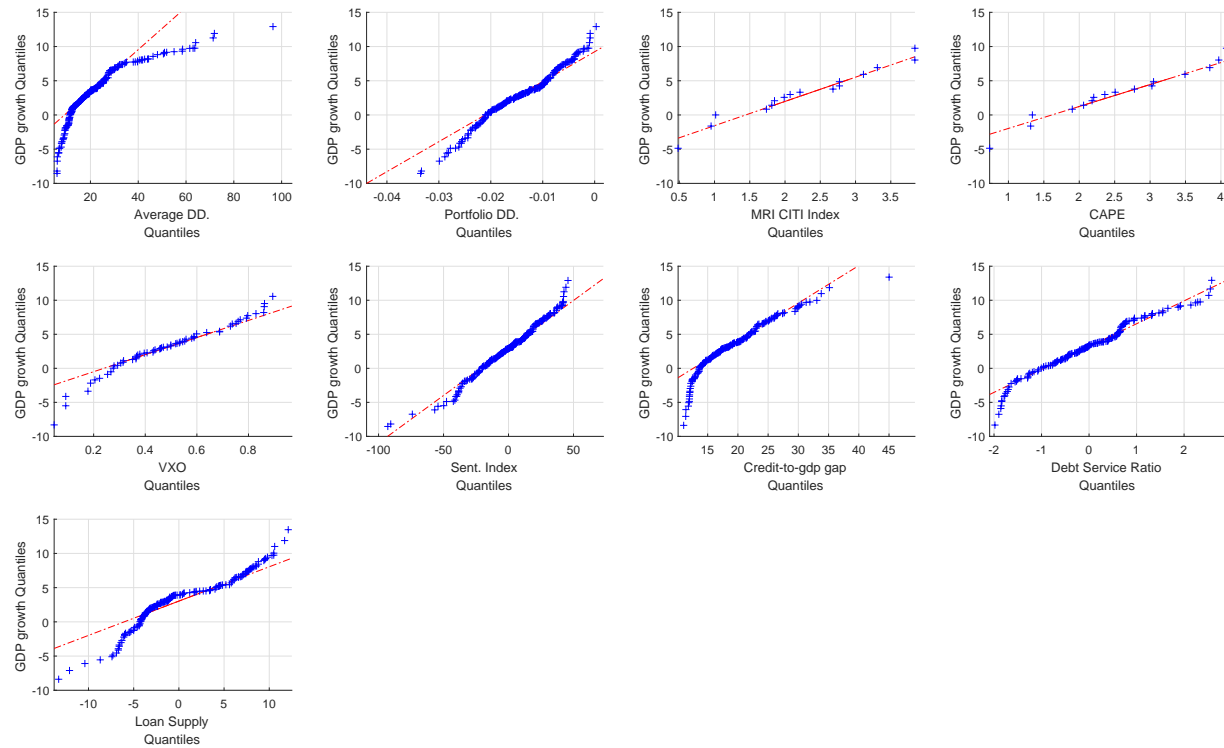 15
10
5
0
-5
-10
GDP growth Quantiles
20 40 60 80 100
Average DD.
Quantiles
15
10
5
0
-5
-10
GDP growth Quantiles
-0.04 -0.03 -0.02 -0.01 0
Portfolio DD.
Quantiles
15
10
5
0
-5
-10
GDP growth Quantiles
0.5 1 1.5 2 2.5 3 3.5
MRI CITI Index
Quantiles
15
10
5
0
-5
-10
GDP growth Quantiles
1 1.5 2 2.5 3 3.5 4
CAPE
Quantiles
15
10
5
0
-5
-10
GDP growth Quantiles
0.2 0.4 0.6 0.8
VXO
Quantiles
15
10
5
0
-5
-10
GDP growth Quantiles
-100 -50 0 50
Sent. Index
Quantiles
15
10
5
0
-5
-10
GDP growth Quantiles
15 20 25 30 35 40 45
Credit-to-gdp gap
Quantiles
15
10
5
0
-5
-10
GDP growth Quantiles
-2 -1 0 1 2
Debt Service Ratio
Quantiles
15
10
5
0
-5
-10
GDP growth Quantiles
-10 -5 0 5 10
Loan Supply
Quantiles